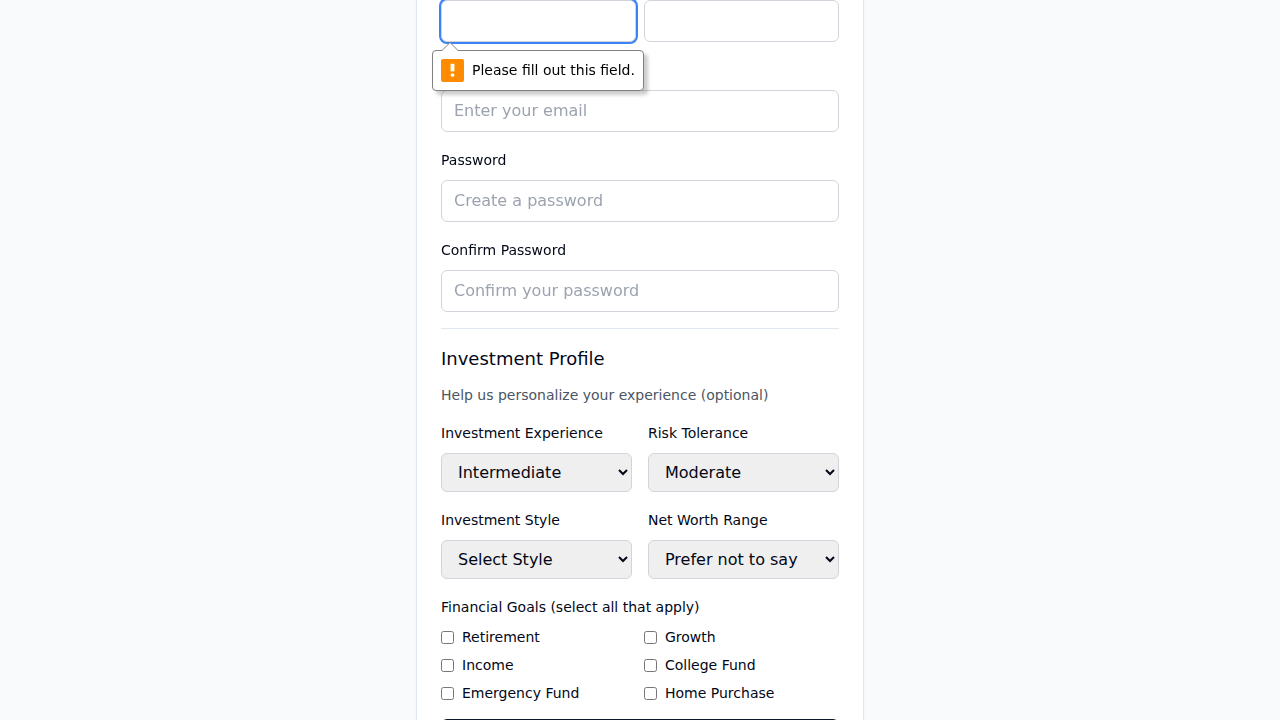 Please fill out this field.
Enter your email
Password
Create a password
Confirm Password
Confirm your password
Investment Profile
Help us personalize your experience (optional)
Investment Experience Risk Tolerance
Intermediate Moderate
Investment Style Net Worth Range
Select Style Prefer not to say
Financial Goals (select all that apply)
Retirement Growth
Income College Fund
Emergency Fund Home Purchase